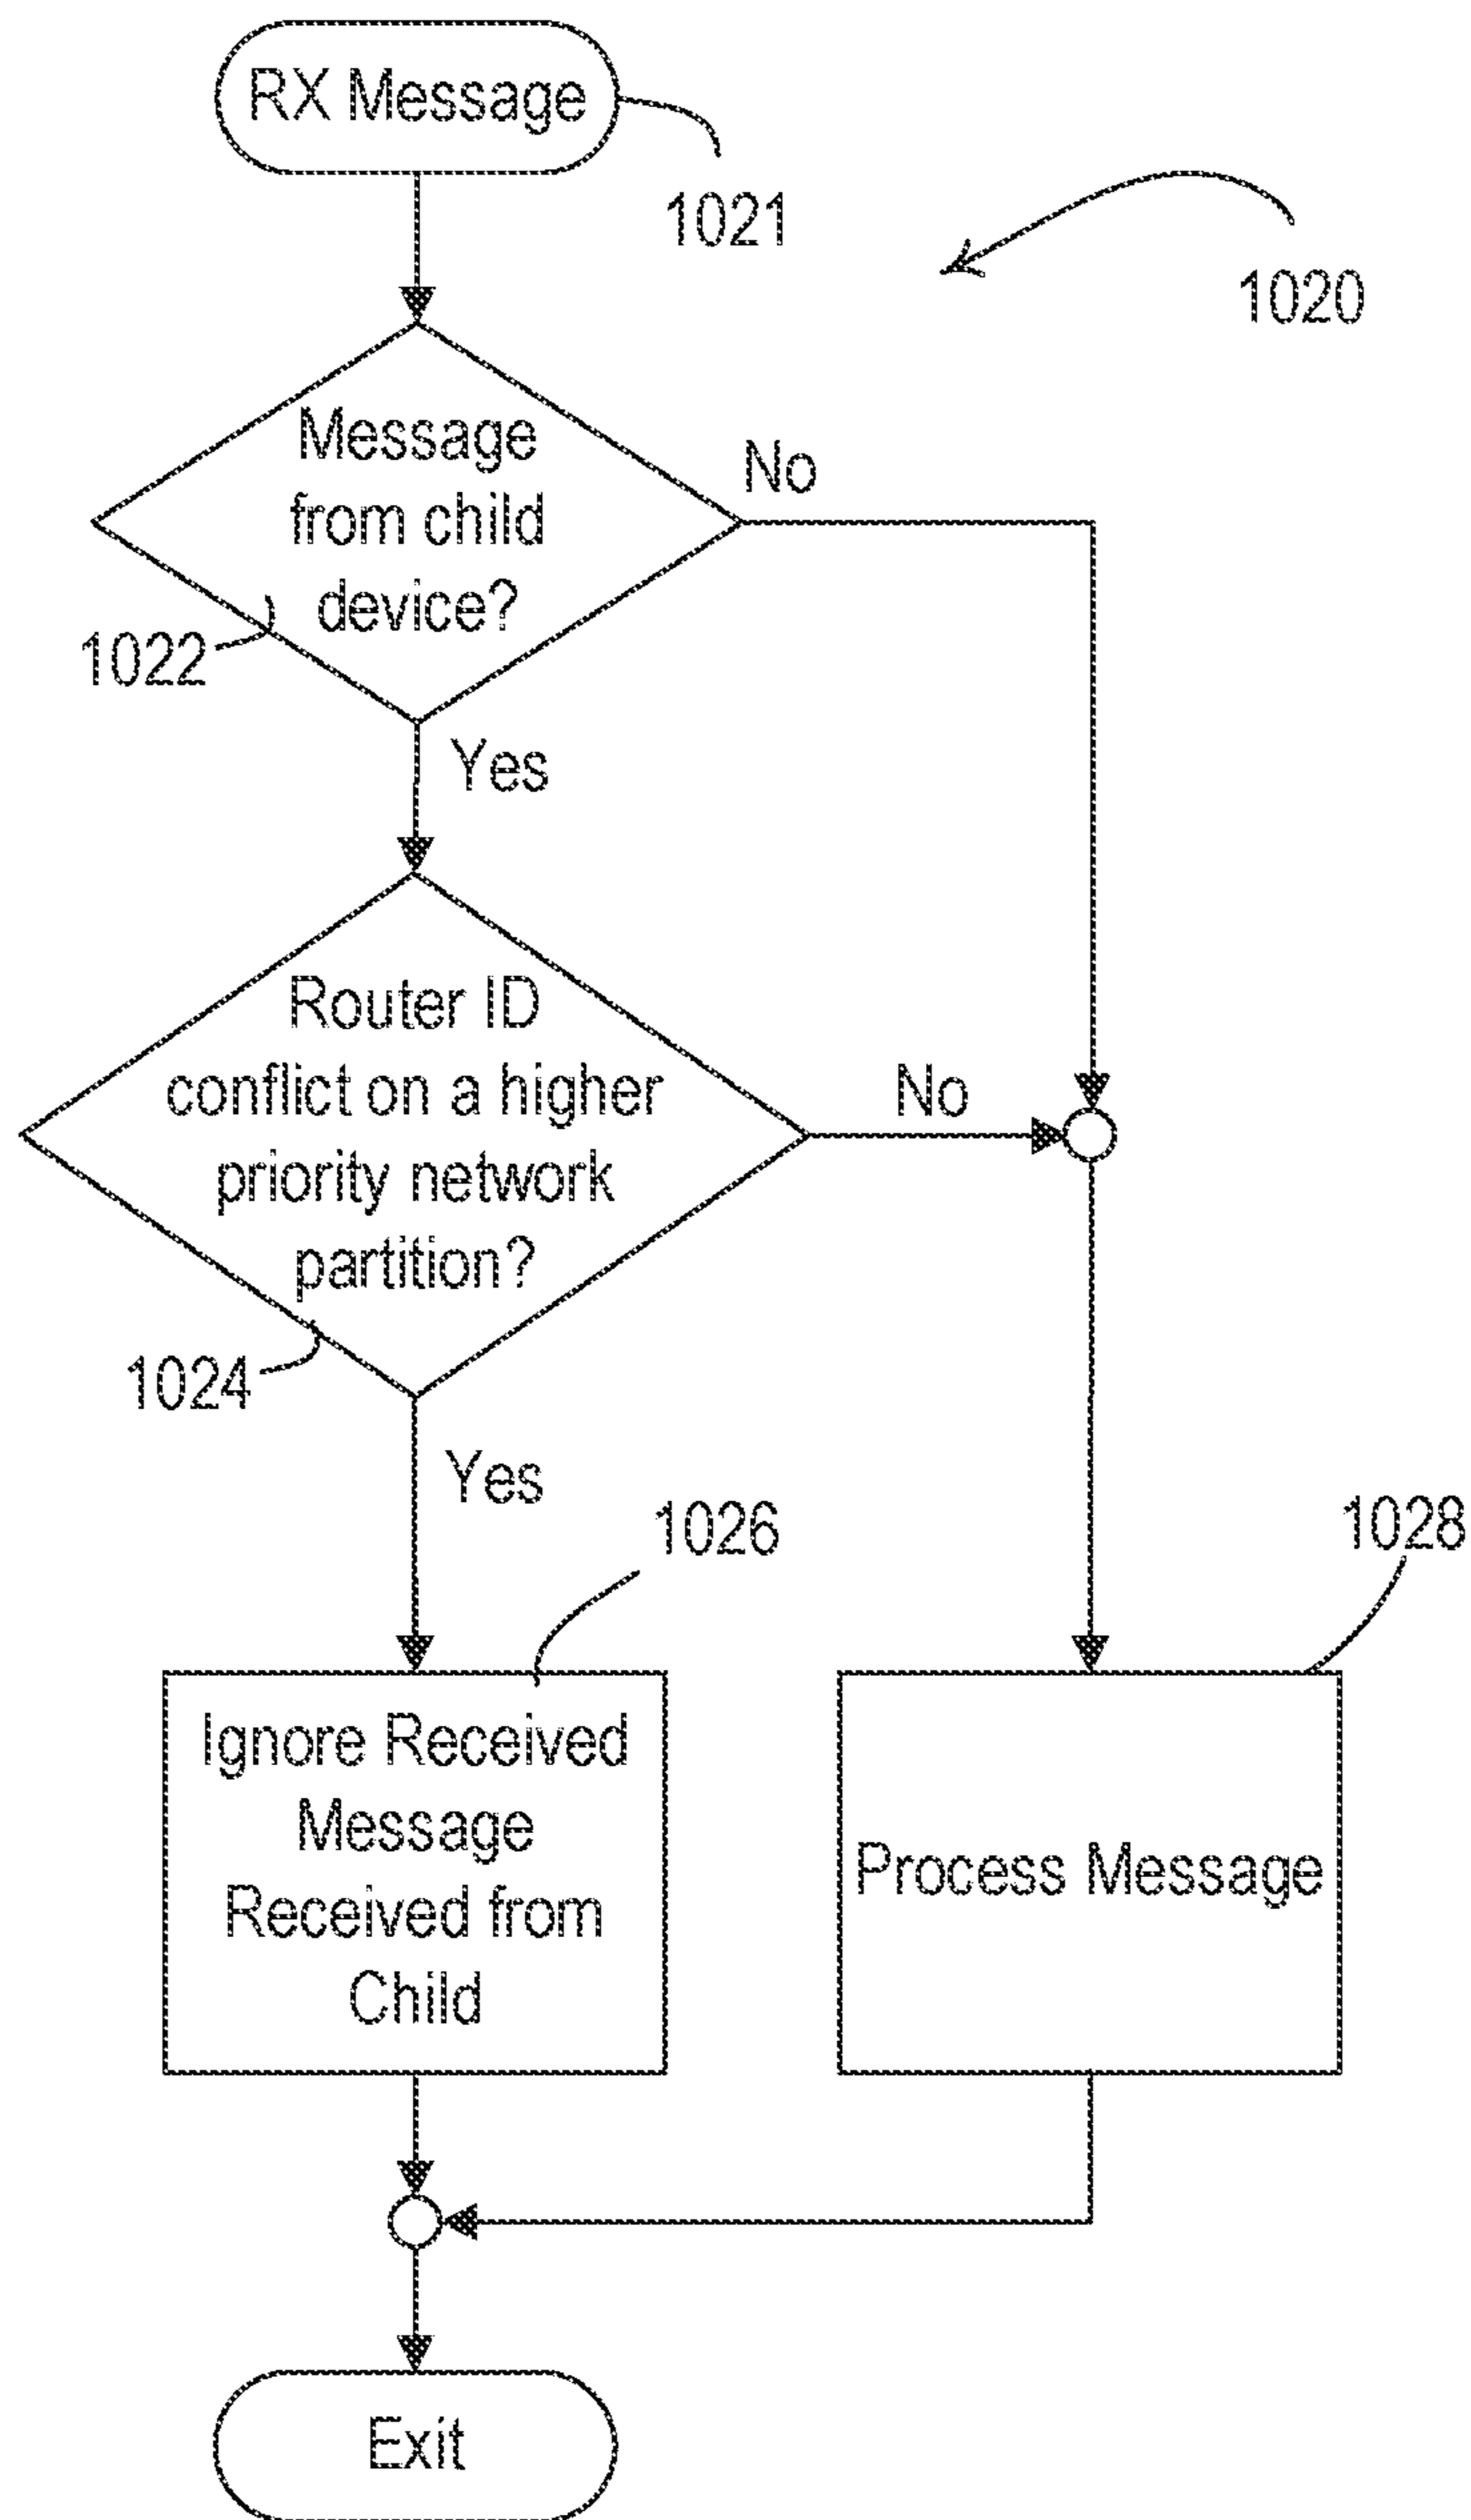 RX Message
1021
1020
Message
from child
device?
No
1022
Yes
Router ID
conflict on a higher
priority network
partition?
No
1024
Yes
1026
1028
Ignore Received
Message
Received from
Child
Process Message
Exit